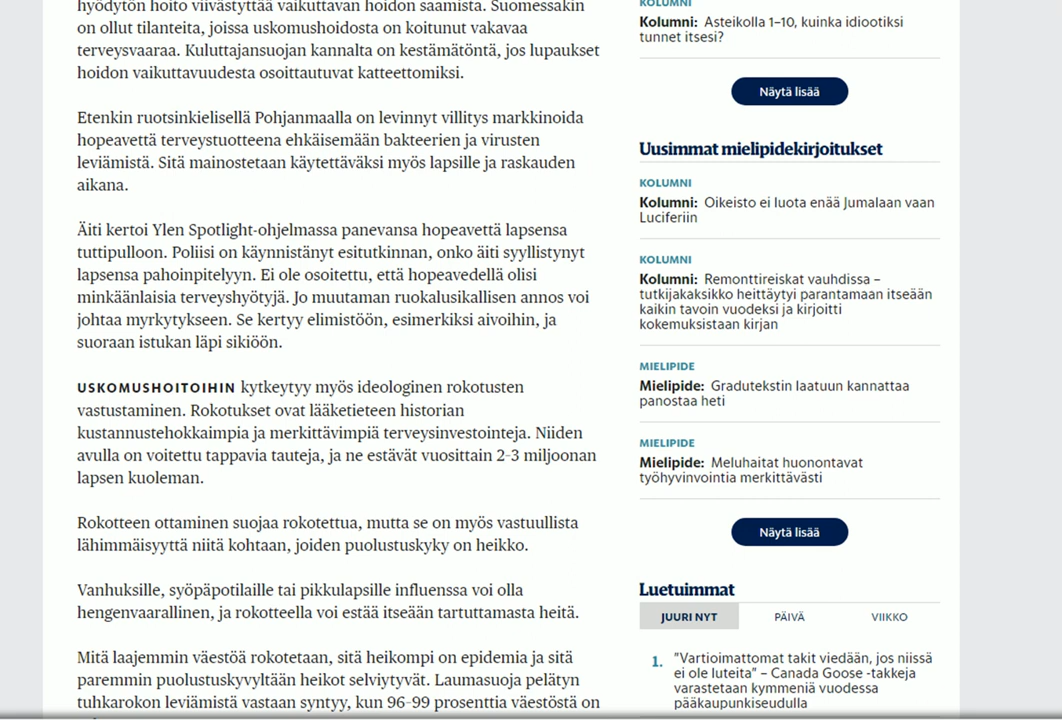 hyödytön hoito viivästyttää vaikuttavan hoidon saamista. Suomessakin
on ollut tilanteita, joissa uskomushoidosta on koitunut vakavaa
terveysvaaraa. Kuluttajansuojan kannalta on kestämätöntä, jos lupaukset
hoidon vaikuttavuudesta osoittautuvat katteettomiksi.
Etenkin ruotsinkielisellä Pohjanmaalla on levinnyt villitys markkinoida
hopeavettä terveystuotteena ehkäisemään bakteerien ja virusten
leviämistä. Sitä mainostetaan käytettäväksi myös lapsille ja raskauden
aikana.
Äiti kertoi Ylen Spotlight-ohjelmassa panevansa hopeavettä lapsensa
tuttipulloon. Poliisi on käynnistänyt esitutkinnan, onko äiti syyllistynyt
lapsensa pahoinpitelyyn. Ei ole osoitettu, että hopeavedellä olisi
minkäänlaisia terveyshyötyjä. Jo muutaman ruokalusikallisen annos voi
johtaa myrkytykseen. Se kertyy elimistöön, esimerkiksi aivoihin, ja
suoraan istukan läpi sikiöön.
USKOMUSHOITOIHIN kytkeytyy myös ideologinen rokotusten
vastustaminen. Rokotukset ovat lääketieteen historian
kustannustehokkaimpia ja merkittävimpiä terveysinvestointeja. Niiden
avulla on voitettu tappavia tauteja, ja ne estävät vuosittain 2-3 miljoonan
lapsen kuoleman.
Rokotteen ottaminen suojaa rokotettua, mutta se on myös vastuullista
lähimmäisyyttä niitä kohtaan, joiden puolustuskyky on heikko.
Vanhuksille, syöpäpotilaille tai pikkulapsille influenssa voi olla
hengenvaarallinen, ja rokotteella voi estää itseään tartuttamasta heitä.
Mitä laajemmin väestöä rokotetaan, sitä heikompi on epidemia ja sitä
paremmin puolustuskyvyltään heikot selviytyvät. Laumasuoja pelätyn
tuhkarokon leviämistä vastaan syntyy, kun 96-99 prosenttia väestöstä on
KOLUMNI
Kolumni: Asteikolla 1–10, kuinka idiootiksi
tunnet itsesi?
Näytä lisää
Uusimmat mielipidekirjoitukset
KOLUMNI
Kolumni: Oikeisto ei luota enää Jumalaan vaan
Luciferiin
KOLUMNI
Kolumni: Remonttireiskat vauhdissa –
tutkijakaksikko heittäytyi parantamaan itseään
kaikin tavoin vuodeksi ja kirjoitti
kokemuksistaan kirjan
MIELIPIDE
Mielipide: Gradutekstin laatuun kannattaa
panostaa heti
MIELIPIDE
Mielipide: Meluhaitat huonontavat
työhyvinvointia merkittävästi
Näytä lisää
Luetuimmat
JUURI NYT PÄIVÄ VIIKKO
1. "Vartioimattomat takit viedään, jos niissä
ei ole luteita" – Canada Goose -takkeja
varastetaan kymmeniä vuodessa
pääkaupunkiseudulla